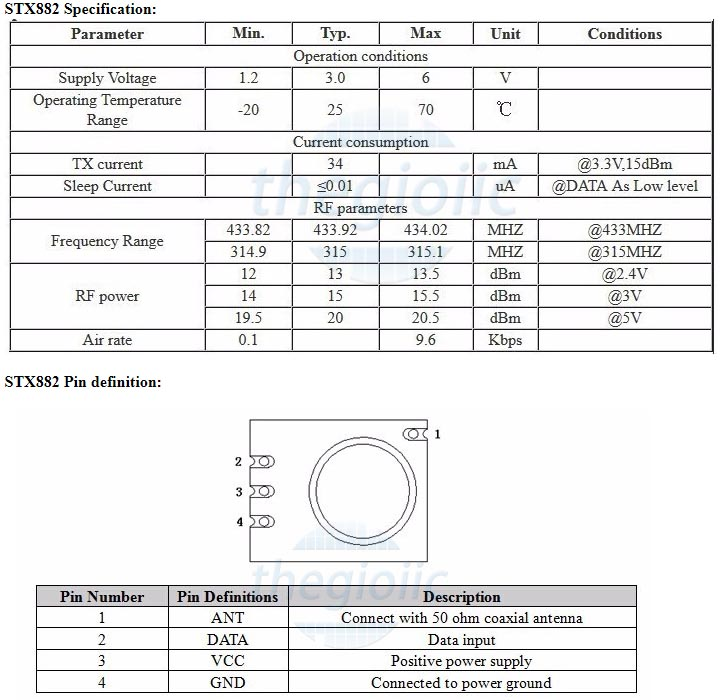 STX882 Specification:
Parameter Min. Typ. Max Unit Conditions
Operation conditions
Supply Voltage 1.2 3.0 6 V
Operating Temperature
Range -20 25 70 ℃
Current consumption
TX current 34 mA @3.3V,15dBm
Sleep Current ≤0.01 uA @DATA As Low level
RF parameters
Frequency Range 433.82 433.92 434.02 MHZ @433MHZ
314.9 315 315.1 MHZ @315MHZ
RF power 12 13 13.5 dBm @2.4V
14 15 15.5 dBm @3V
19.5 20 20.5 dBm @5V
Air rate 0.1 9.6 Kbps
thegioiic
STX882 Pin definition:
1
2
3
4
thegioiic
Pin Number Pin Definitions Description
1 ANT Connect with 50 ohm coaxial antenna
2 DATA Data input
3 VCC Positive power supply
4 GND Connected to power ground